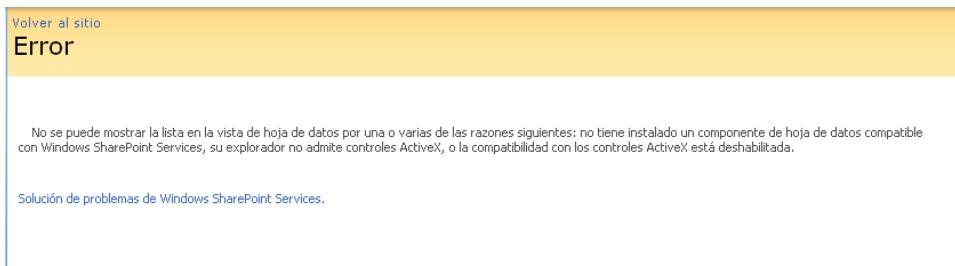 Volver al sitio
Error
No se puede mostrar la lista en la vista de hoja de datos por una o varias de las razones siguientes: no tiene instalado un componente de hoja de datos compatible
con Windows SharePoint Services, su explorador no admite controles ActiveX, o la compatibilidad con los controles ActiveX está deshabilitada.
Solución de problemas de Windows SharePoint Services.